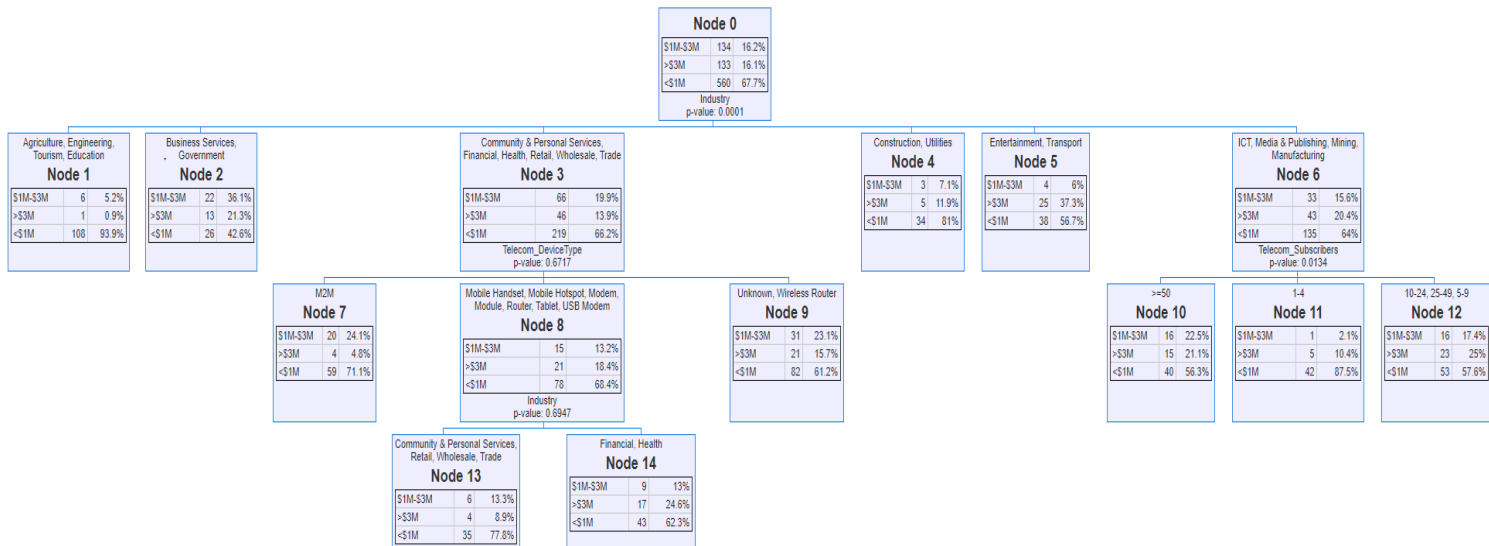 Node 0
$1M-$3M 134 16.2%
>$3M 133 16.1%
<$1M 560 67.7%
Industry
p-value: 0.0001
Agriculture, Engineering,
Tourism, Education
Node 1
$1M-$3M 6 5.2%
>$3M 1 0.9%
<$1M 108 93.9%
Business Services,
Government
Node 2
$1M-$3M 22 36.1%
>$3M 13 21.3%
<$1M 26 42.6%
Community & Personal Services,
Financial, Health, Retail, Wholesale, Trade
Node 3
$1M-$3M 66 19.9%
>$3M 46 13.9%
<$1M 219 66.2%
Telecom_DeviceType
p-value: 0.6717
Construction, Utilities
Node 4
$1M-$3M 3 7.1%
>$3M 5 11.9%
<$1M 34 81%
Entertainment, Transport
Node 5
$1M-$3M 4 6%
>$3M 25 37.3%
<$1M 38 56.7%
ICT, Media & Publishing, Mining,
Manufacturing
Node 6
$1M-$3M 33 15.6%
>$3M 43 20.4%
<$1M 135 64%
Telecom_Subscribers
p-value: 0.0134
M2M
Node 7
$1M-$3M 20 24.1%
>$3M 4 4.8%
<$1M 59 71.1%
Mobile Handset, Mobile Hotspot, Modem,
Module, Router, Tablet, USB Modem
Node 8
$1M-$3M 15 13.2%
>$3M 21 18.4%
<$1M 78 68.4%
Industry
p-value: 0.6947
Unknown, Wireless Router
Node 9
$1M-$3M 31 23.1%
>$3M 21 15.7%
<$1M 82 61.2%
>=50
Node 10
$1M-$3M 16 22.5%
>$3M 15 21.1%
<$1M 40 56.3%
1-4
Node 11
$1M-$3M 1 2.1%
>$3M 5 10.4%
<$1M 42 87.5%
10-24, 25-49, 5-9
Node 12
$1M-$3M 16 17.4%
>$3M 23 25%
<$1M 53 57.6%
Community & Personal Services,
Retail, Wholesale, Trade
Node 13
$1M-$3M 6 13.3%
>$3M 4 8.9%
<$1M 35 77.8%
Financial, Health
Node 14
$1M-$3M 9 13%
>$3M 17 24.6%
<$1M 43 62.3%